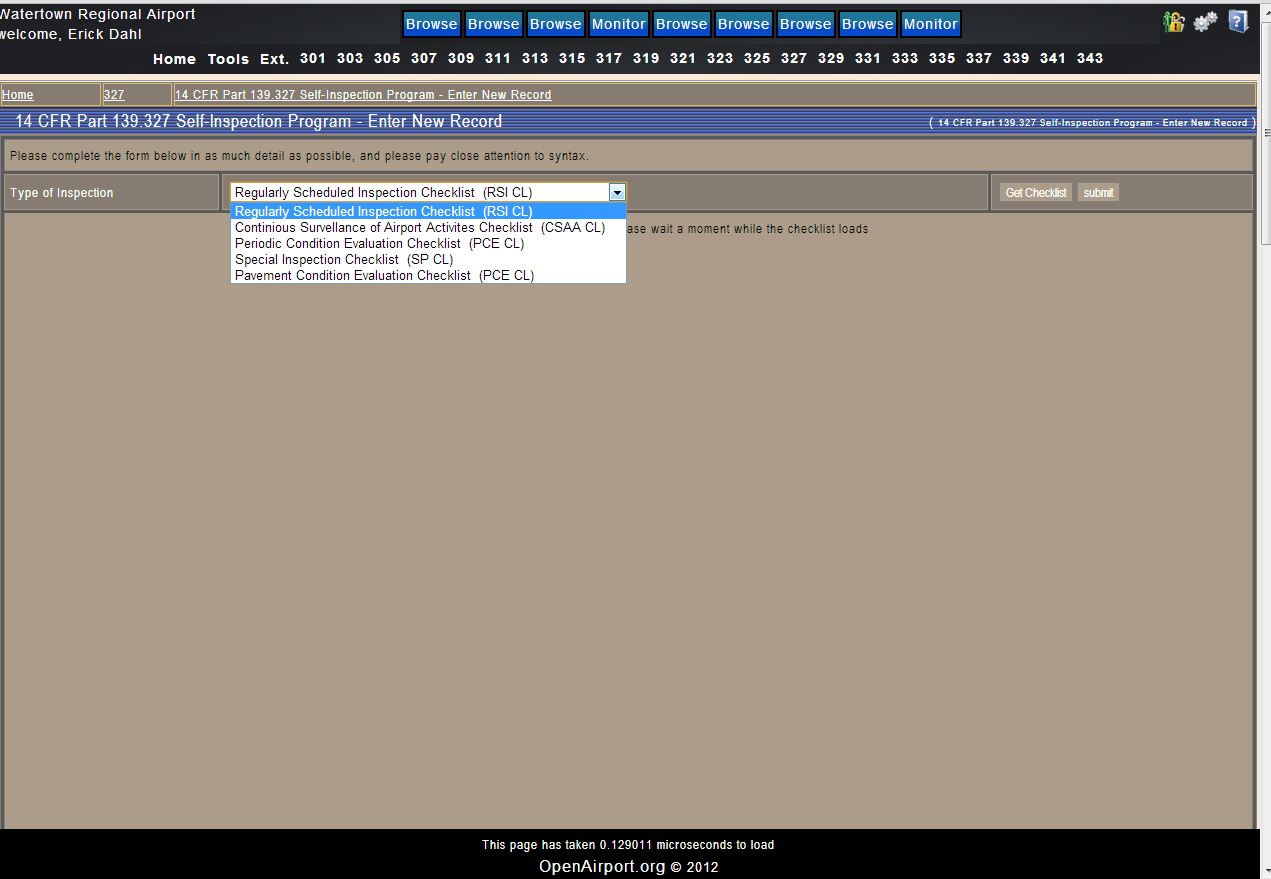 Watertown Regional Airport
welcome, Erick Dahl
Browse Browse Browse Monitor Browse Browse Browse Browse Monitor
Home Tools Ext. 301 303 305 307 309 311 313 315 317 319 321 323 325 327 329 331 333 335 337 339 341 343
Home 327 14 CFR Part 139.327 Self-Inspection Program - Enter New Record
14 CFR Part 139.327 Self-Inspection Program - Enter New Record ( 14 CFR Part 139.327 Self-Inspection Program - Enter New Record )
Please complete the form below in as much detail as possible, and please pay close attention to syntax.
Type of Inspection Regularly Scheduled Inspection Checklist (RSI CL) Get Checklist submit
Regularly Scheduled Inspection Checklist (RSI CL)
Continious Survellance of Airport Activites Checklist (CSAA CL) ase wait a moment while the checklist loads
Periodic Condition Evaluation Checklist (PCE CL)
Special Inspection Checklist (SP CL)
Pavement Condition Evaluation Checklist (PCE CL)
This page has taken 0.129011 microseconds to load
OpenAirport.org © 2012